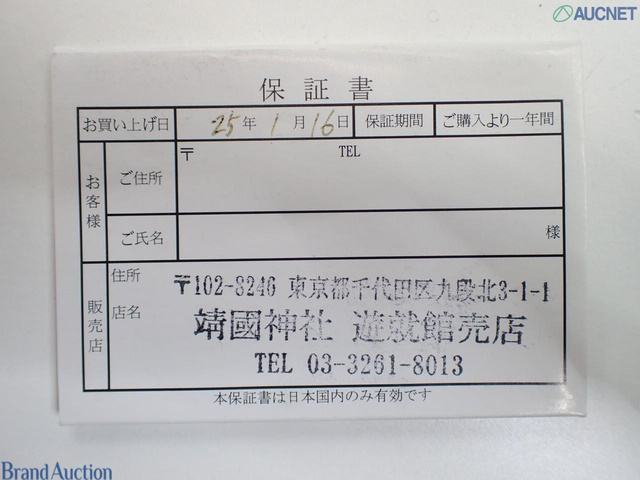 AUCNET
保証書
お買い上げ日 25年 1月16日 保証期間 ご購入より一年間
お客様 ご住所 〒 TEL
ご氏名 様
販売店 住所 〒102-8246 東京都千代田区九段北3-1-1
店名 靖國神社 遊就館売店
TEL 03-3261-8013
本保証書は日本国内のみ有効です
Brand Auction